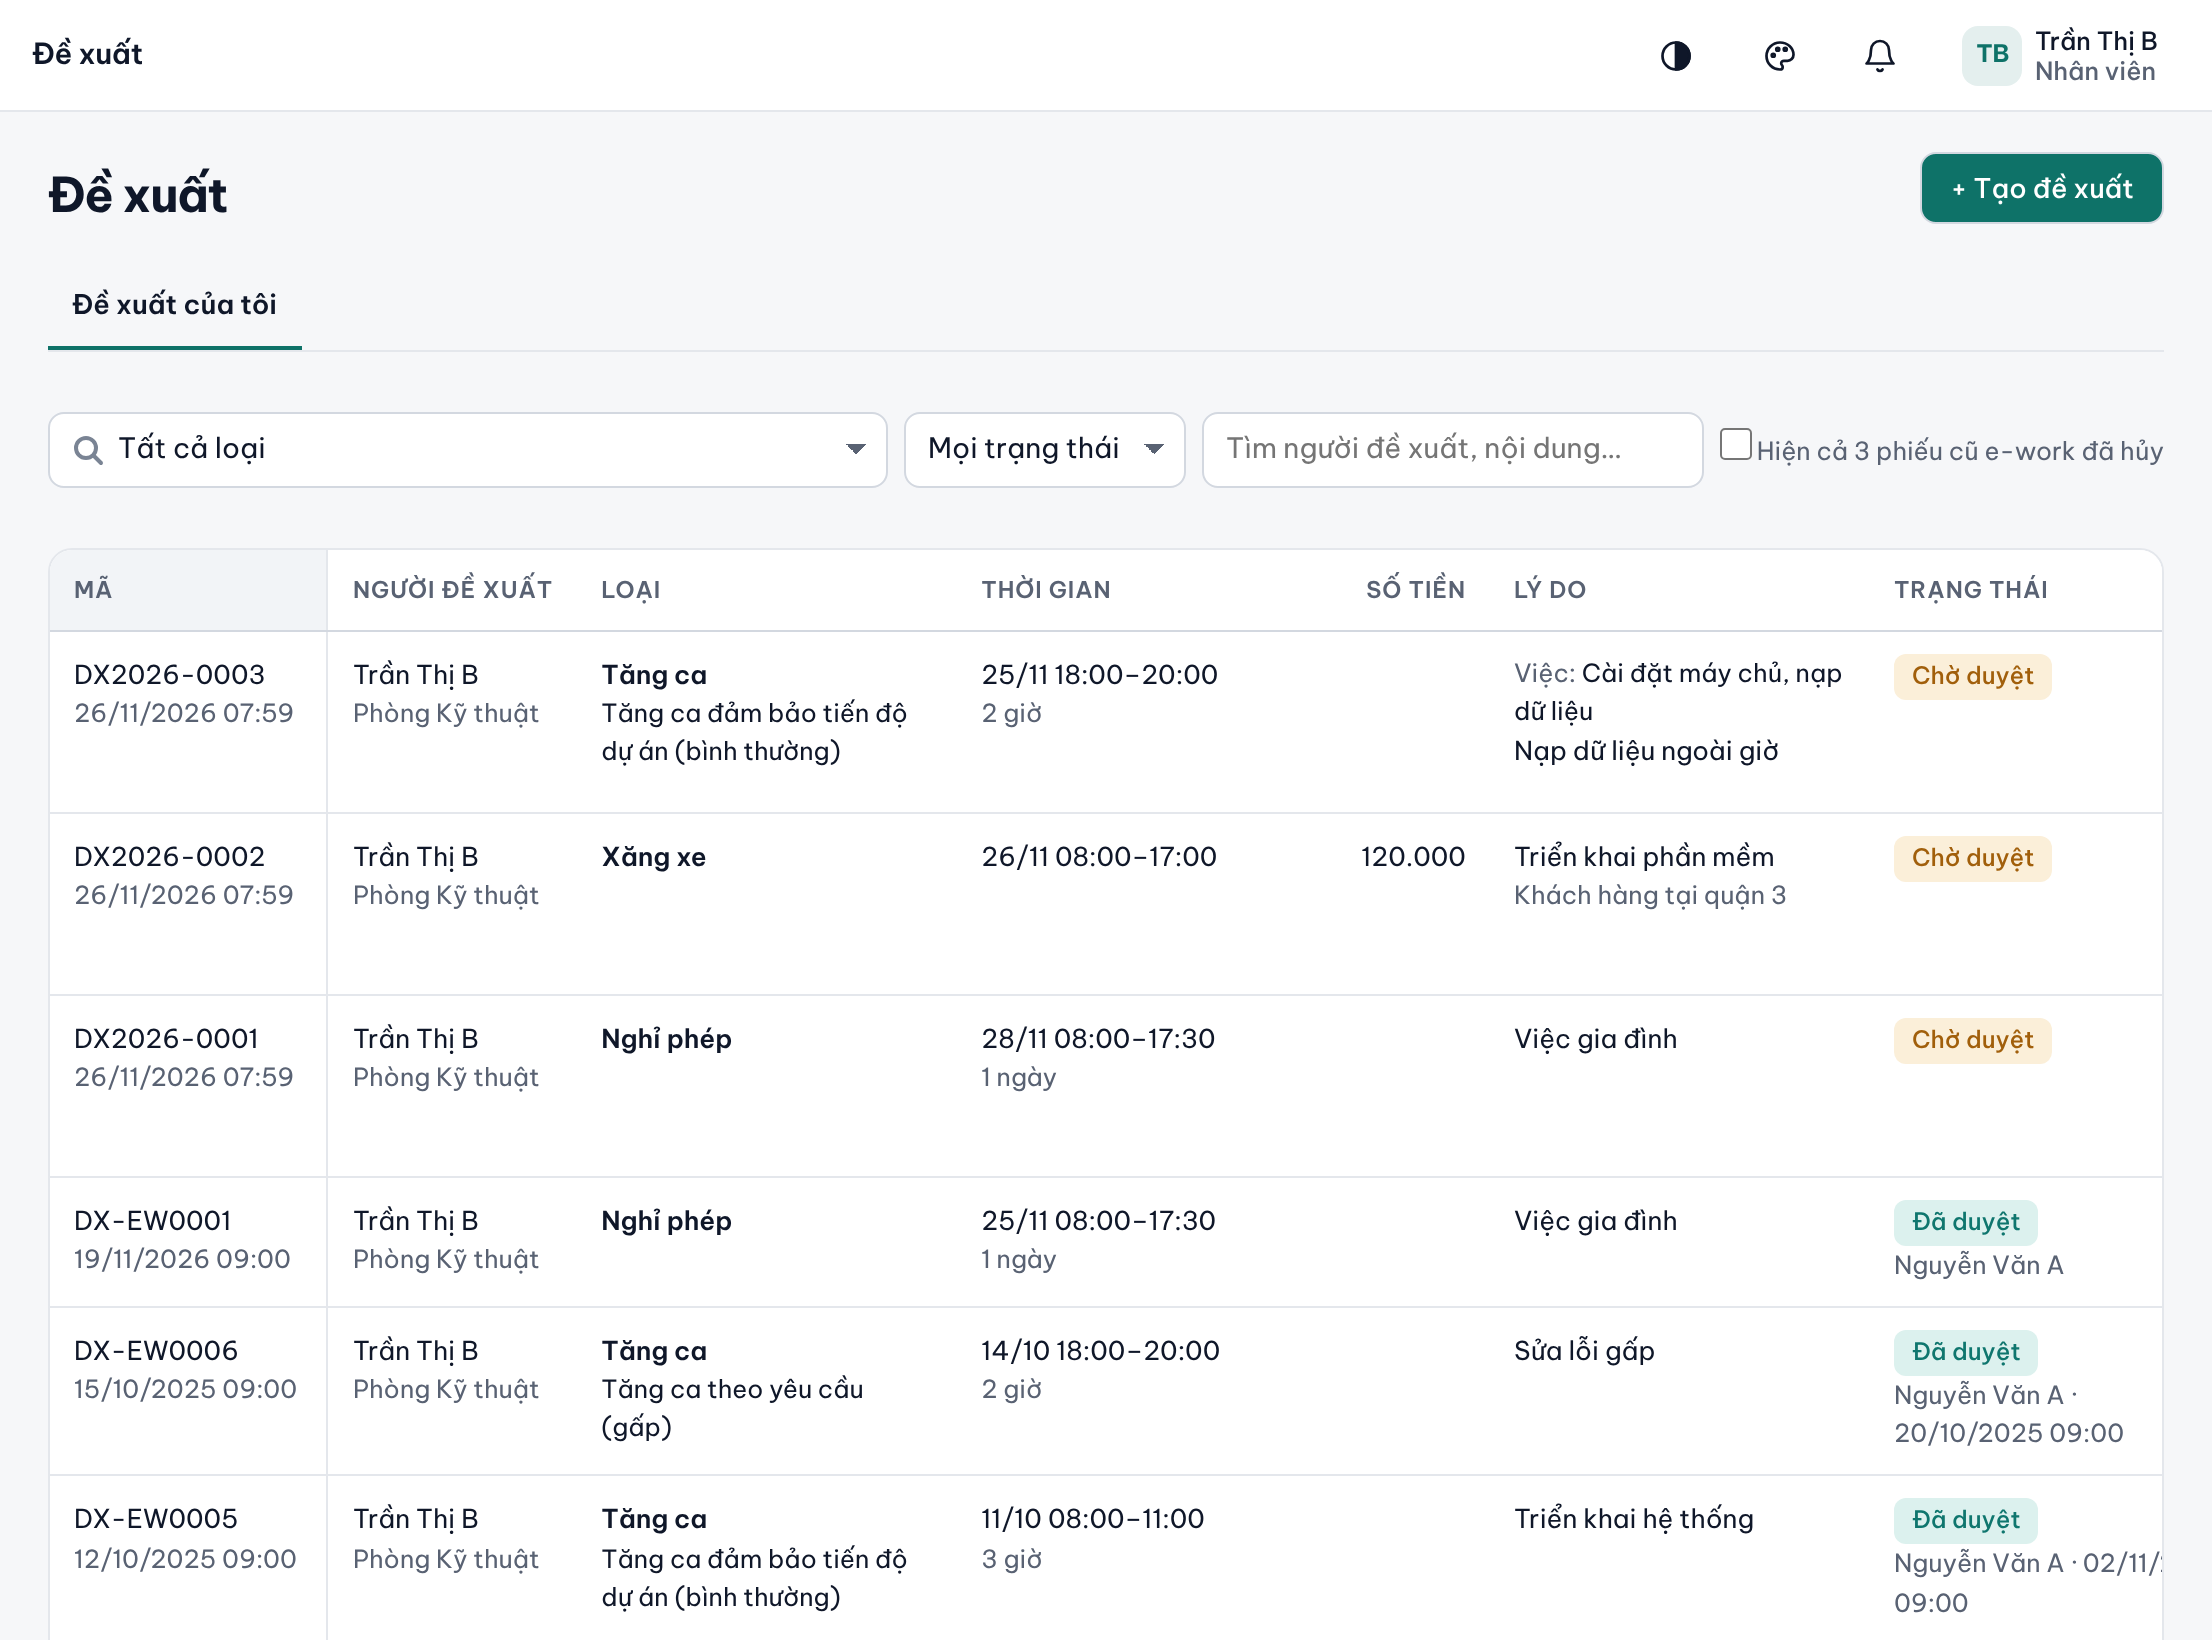 Đề xuất
TB
Trần Thị B
Nhân viên
Đề xuất
+ Tạo đề xuất
Đề xuất của tôi
Tất cả loại
Mọi trạng thái
Tìm người đề xuất, nội dung...
Hiện cả 3 phiếu cũ e-work đã hủy
MÃ NGƯỜI ĐỀ XUẤT LOẠI THỜI GIAN SỐ TIỀN LÝ DO TRẠNG THÁI
DX2026-0003 Trần Thị B Tăng ca 25/11 18:00–20:00 Việc: Cài đặt máy chủ, nạp Chờ duyệt
26/11/2026 07:59 Phòng Kỹ thuật Tăng ca đảm bảo tiến độ 2 giờ dữ liệu
dự án (bình thường) Nạp dữ liệu ngoài giờ
DX2026-0002 Trần Thị B Xăng xe 26/11 08:00–17:00 120.000 Triển khai phần mềm Chờ duyệt
26/11/2026 07:59 Phòng Kỹ thuật Khách hàng tại quận 3
DX2026-0001 Trần Thị B Nghỉ phép 28/11 08:00–17:30 Việc gia đình Chờ duyệt
26/11/2026 07:59 Phòng Kỹ thuật 1 ngày
DX-EW0001 Trần Thị B Nghỉ phép 25/11 08:00–17:30 Việc gia đình Đã duyệt
19/11/2026 09:00 Phòng Kỹ thuật 1 ngày Nguyễn Văn A
DX-EW0006 Trần Thị B Tăng ca 14/10 18:00–20:00 Sửa lỗi gấp Đã duyệt
15/10/2025 09:00 Phòng Kỹ thuật Tăng ca theo yêu cầu 2 giờ Nguyễn Văn A ·
(gấp) 20/10/2025 09:00
DX-EW0005 Trần Thị B Tăng ca 11/10 08:00–11:00 Triển khai hệ thống Đã duyệt
12/10/2025 09:00 Phòng Kỹ thuật Tăng ca đảm bảo tiến độ 3 giờ Nguyễn Văn A · 02/11/
dự án (bình thường) 09:00